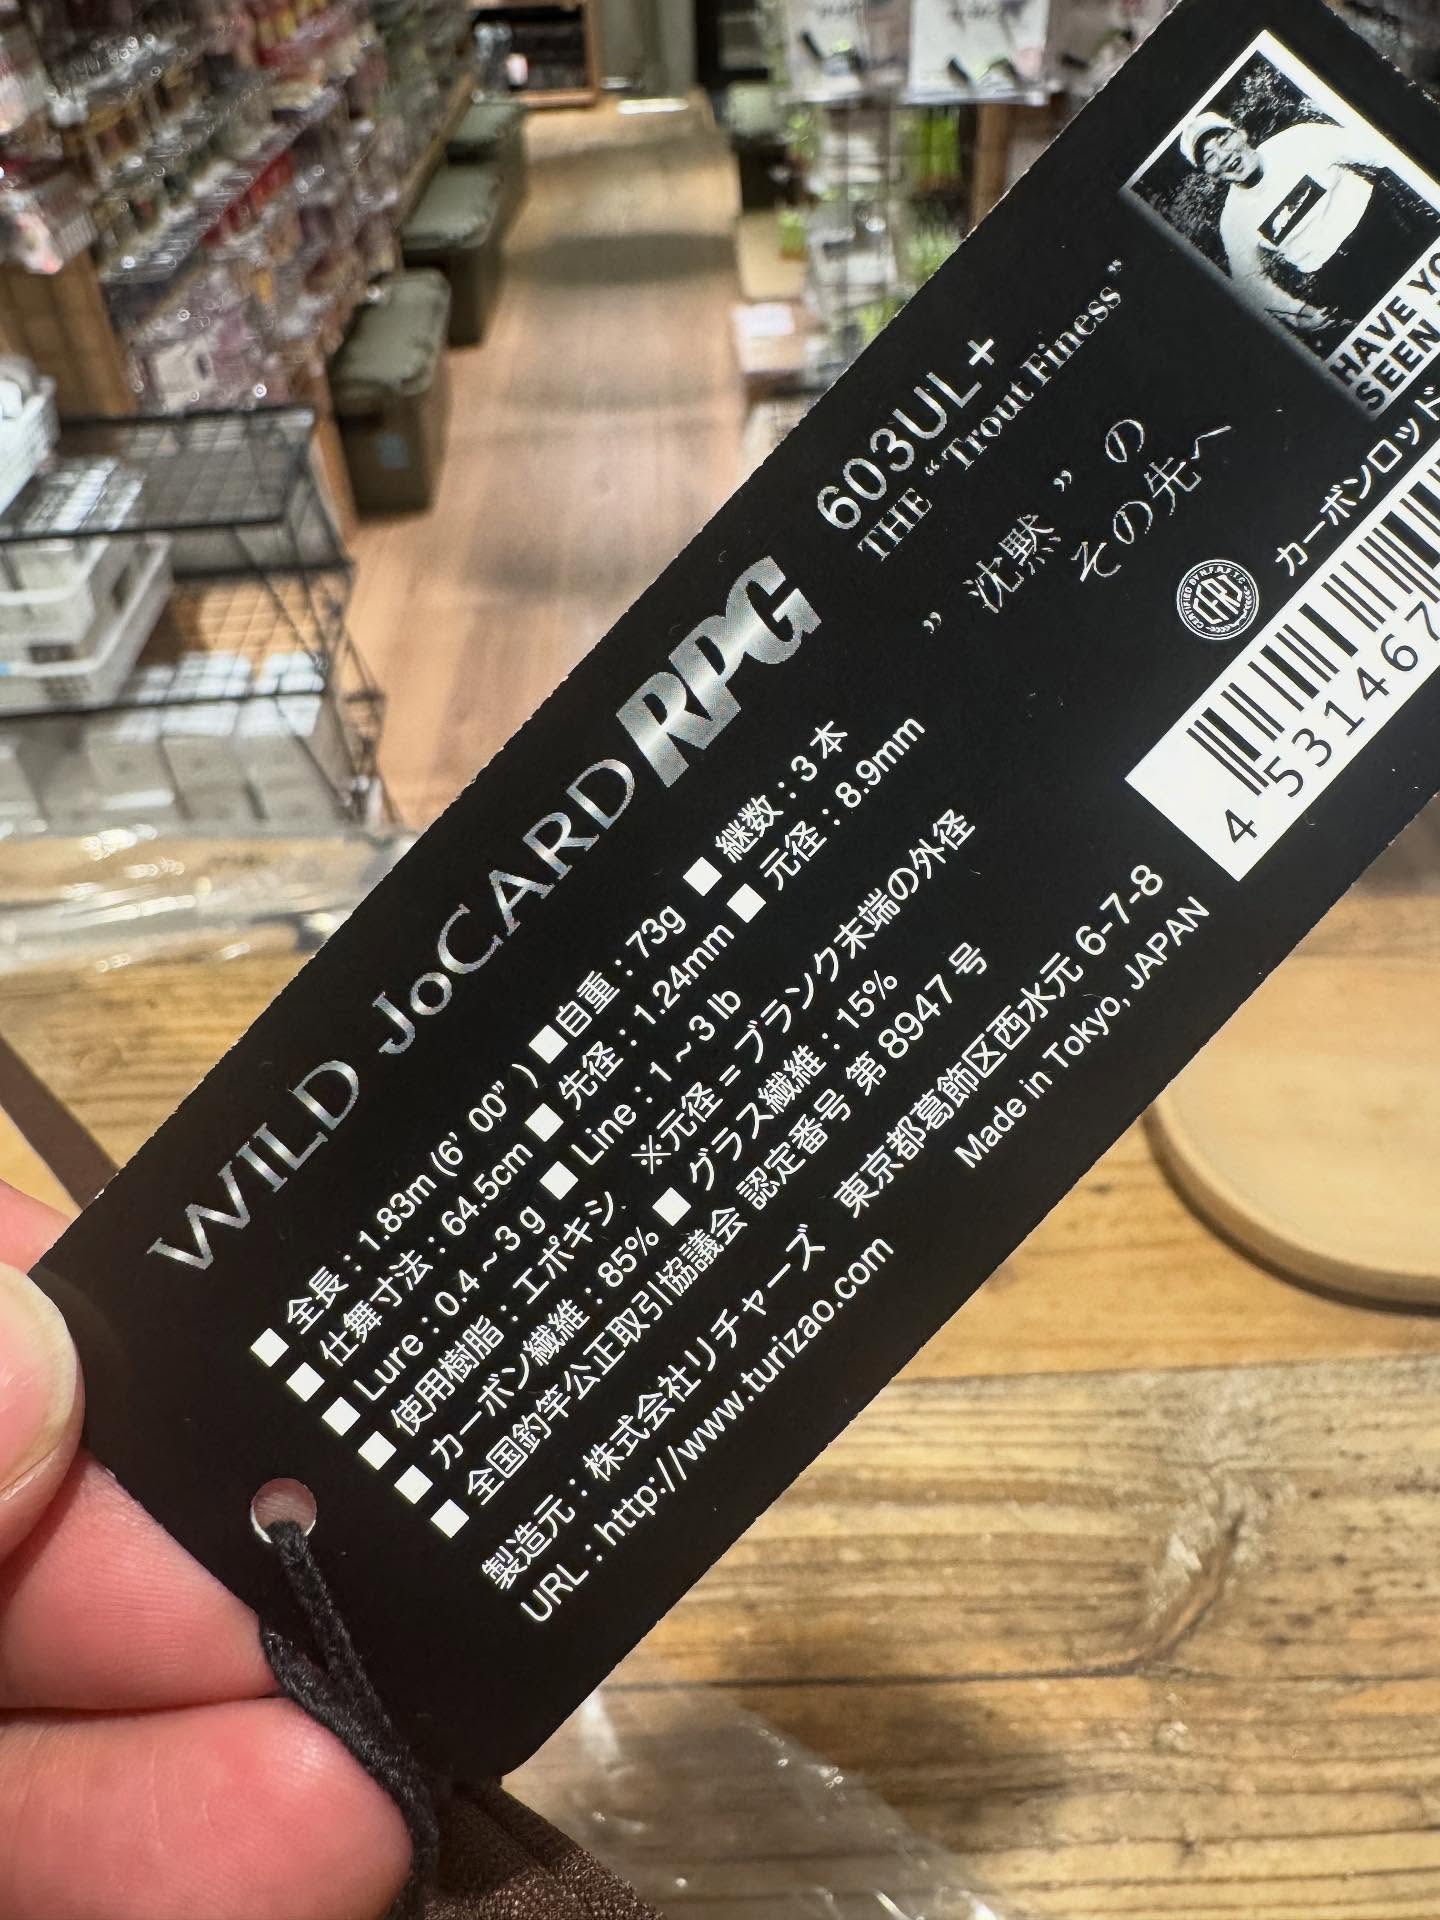 WILD JoCARD RPG
603UL+
THE “Trout Finess”
”沈黙”の
その先へ
■全長：1.83m (6’ 00”) ■自重：73g ■継数：3本
■仕舞寸法：64.5cm ■先径：1.24mm ■元径：8.9mm
■Lure：0.4～3g ■Line：1～3 lb
■使用樹脂：エポキシ ※元径＝ブランク末端の外径
■カーボン繊維：85% ■グラス繊維：15%
■全国釣竿公正取引協議会 認定番号 第8947号
製造元：株式会社リチャーズ 東京都葛飾区西水元 6-7-8
URL：http://www.turizao.com
Made in Tokyo, JAPAN
HAVE
SEEN
カーボンロッド
CERTIFIED BY N.F.A.F.T.C.
4 531467